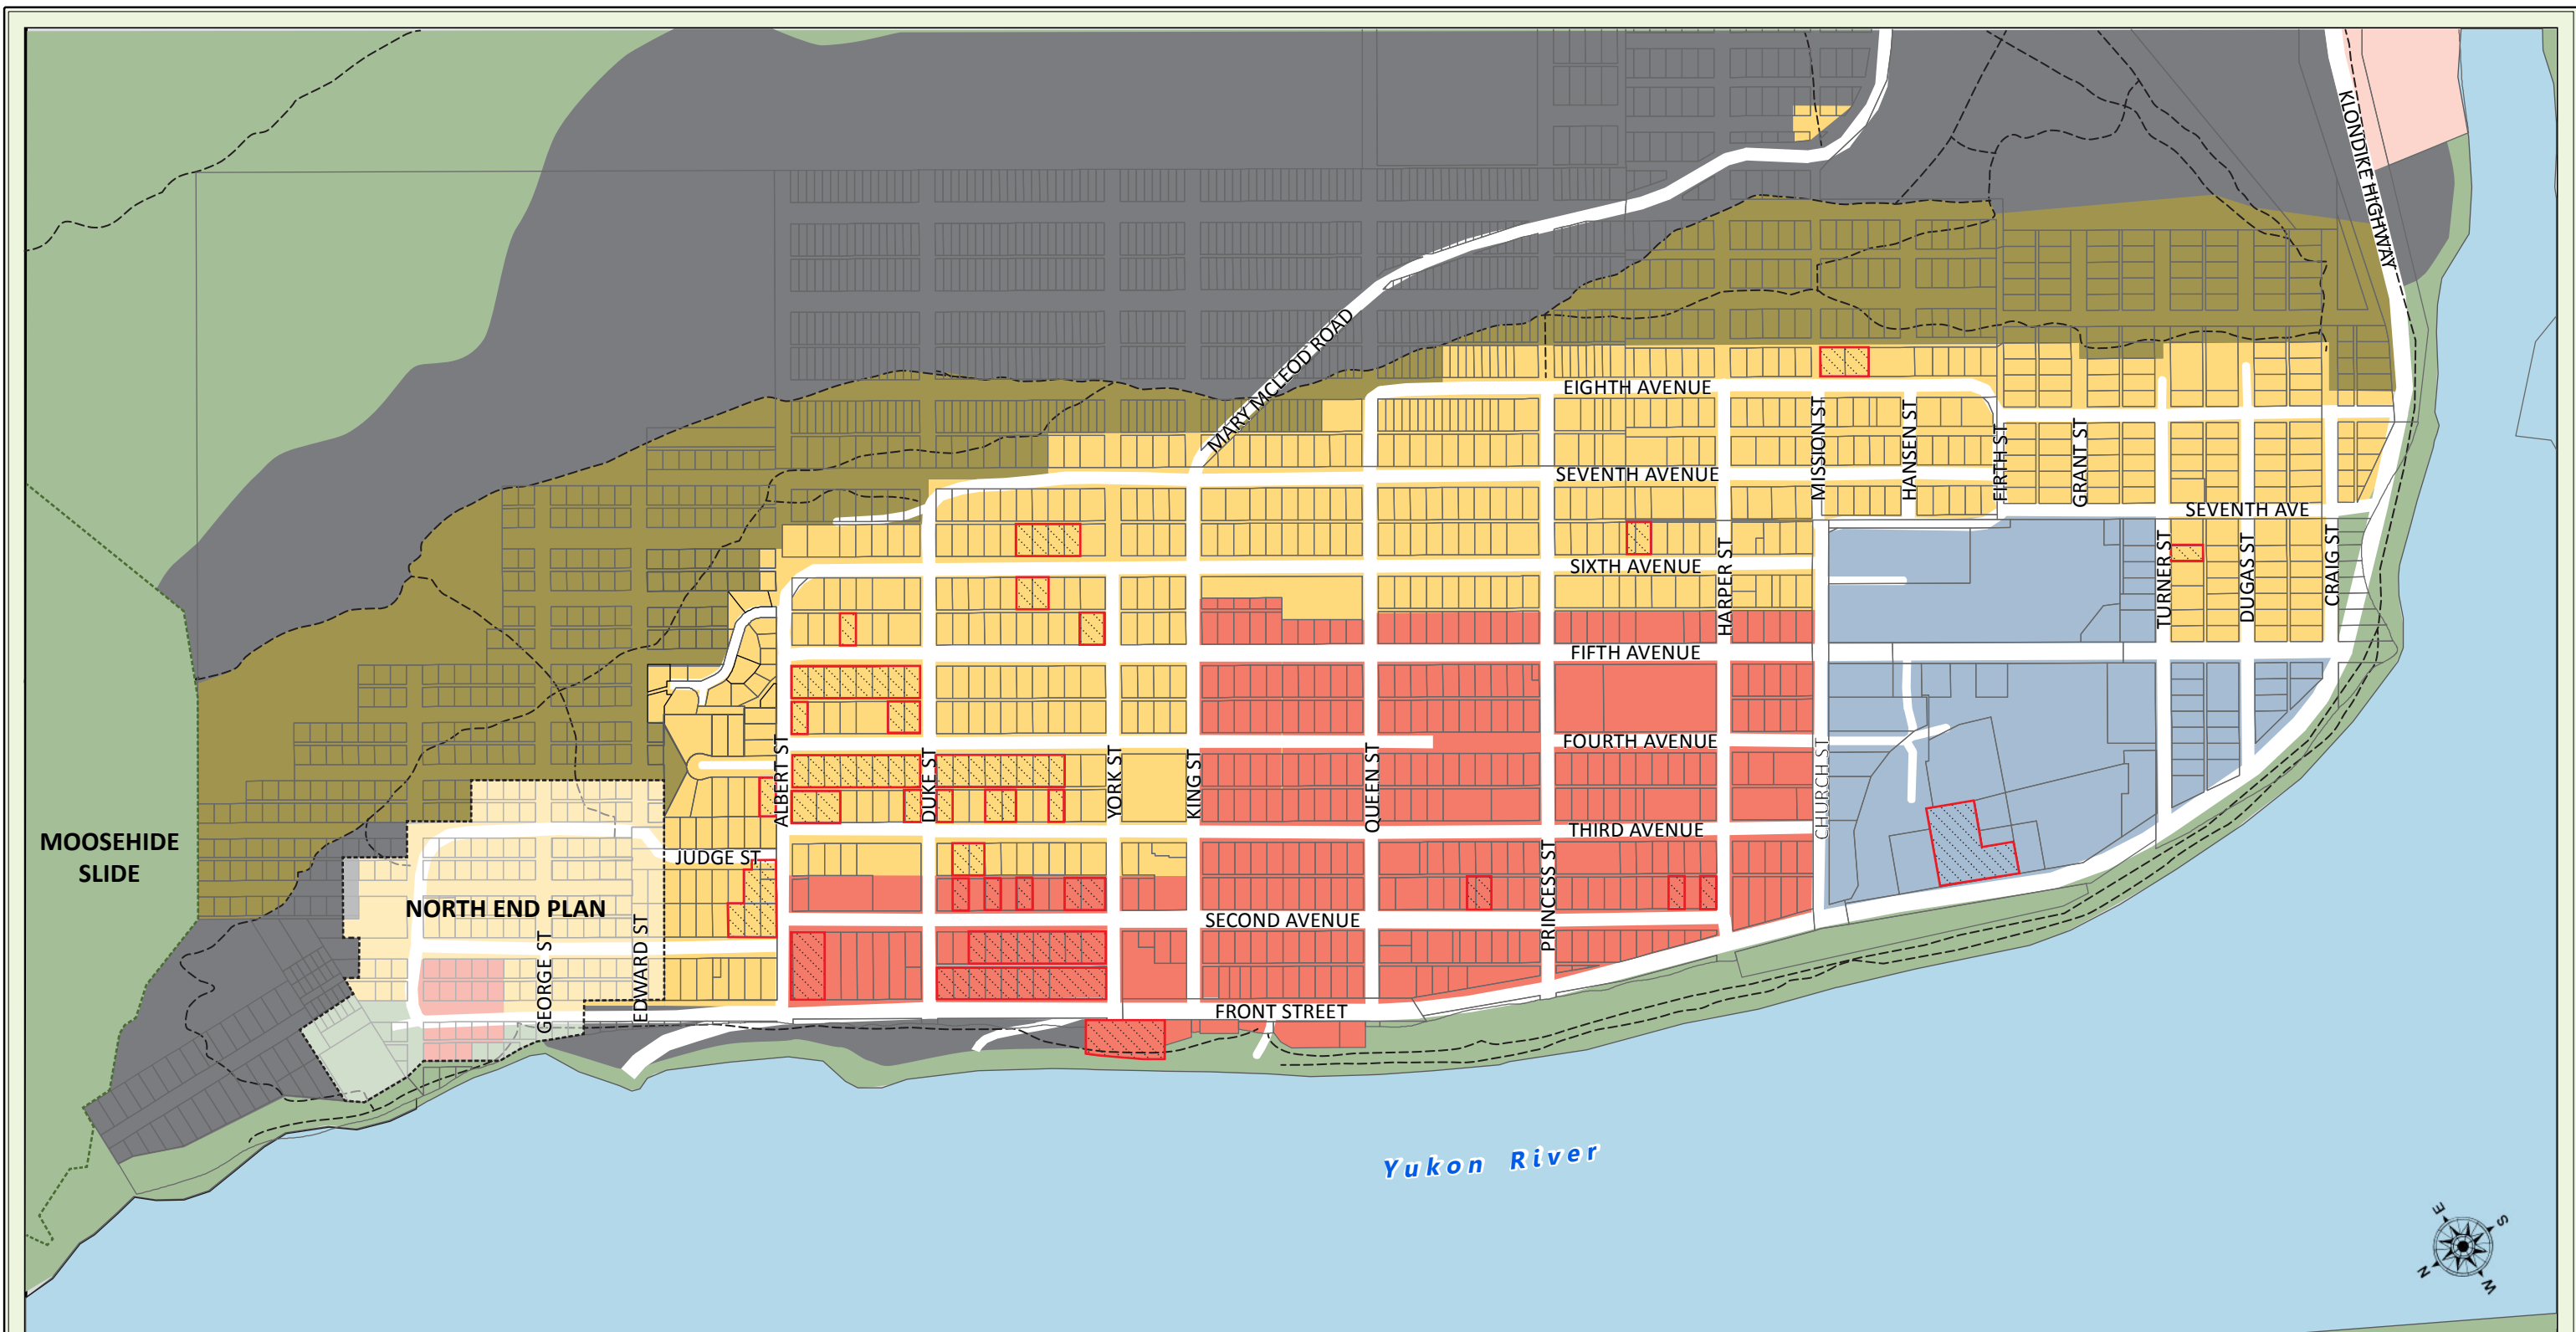 KLONDIKE HIGHWAY
MARY MCLEOD ROAD
EIGHTH AVENUE
MISSION ST
HANSEN ST
FIRTH ST
GRANT ST
SEVENTH AVENUE
SEVENTH AVE
TURNER ST
DUGAS ST
CRAIG ST
SIXTH AVENUE
HARPER ST
FIFTH AVENUE
FOURTH AVENUE
ALBERT ST
DUKE ST
YORK ST
KING ST
QUEEN ST
CHURCH ST
THIRD AVENUE
MOOSEHIDE
SLIDE
JUDGE ST
PRINCESS ST
NORTH END PLAN
SECOND AVENUE
GEORGE ST
EDWARD ST
FRONT STREET
Yukon River
E
S
N
W